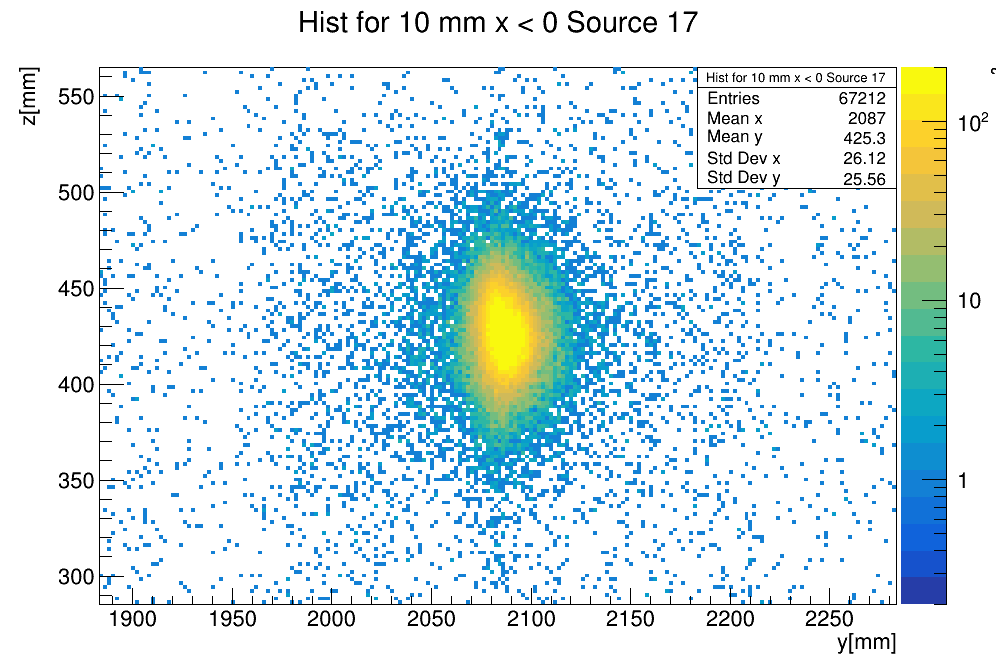 Hist for 10 mm x < 0 Source 17
z[mm]
550
500
450
400
350
300
Hist for 10 mm x < 0 Source 17
Entries 67212
Mean x 2087
Mean y 425.3
Std Dev x 26.12
Std Dev y 25.56
10²
10
1
1900 1950 2000 2050 2100 2150 2200 2250
y[mm]